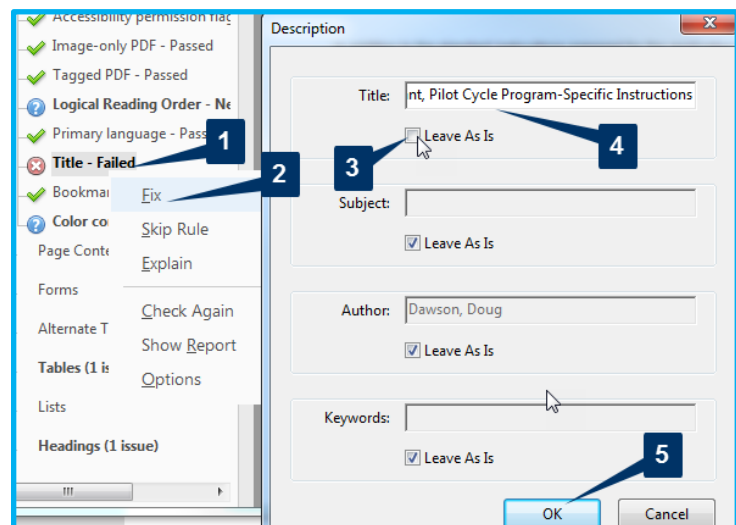 Accessibility permission flag
Image-only PDF - Passed
Tagged PDF - Passed
Logical Reading Order - Ne
Primary language - Pass
Title - Failed
Bookmar
Color co
Page Conte
Forms
Alternate T
Tables (1 is
Lists
Headings (1 issue)
1
2
Fix
Skip Rule
Explain
Check Again
Show Report
Options
Description
Title:
nt, Pilot Cycle Program-Specific Instructions
Leave As Is
3
4
Subject:
Leave As Is
Author:
Dawson, Doug
Leave As Is
Keywords:
Leave As Is
5
OK
Cancel